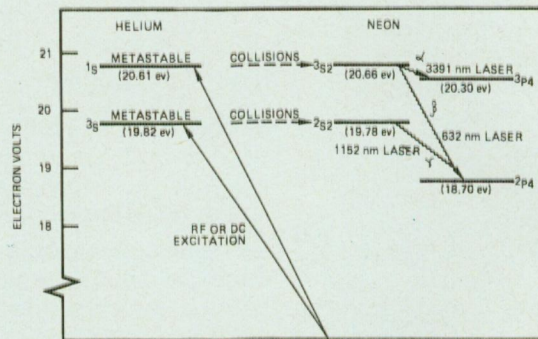 HELIUM
NEON
21
20
19
18
ELECTRON VOLTS
1S
METASTABLE
(20.61 ev)
COLLISIONS
3S2
(20.66 ev)
α
3391 nm LASER
3P4
(20.30 ev)
3S
METASTABLE
(19.82 ev)
COLLISIONS
2S2
(19.78 ev)
β
632 nm LASER
1152 nm LASER
γ
2P4
(18.70 ev)
RF OR DC
EXCITATION